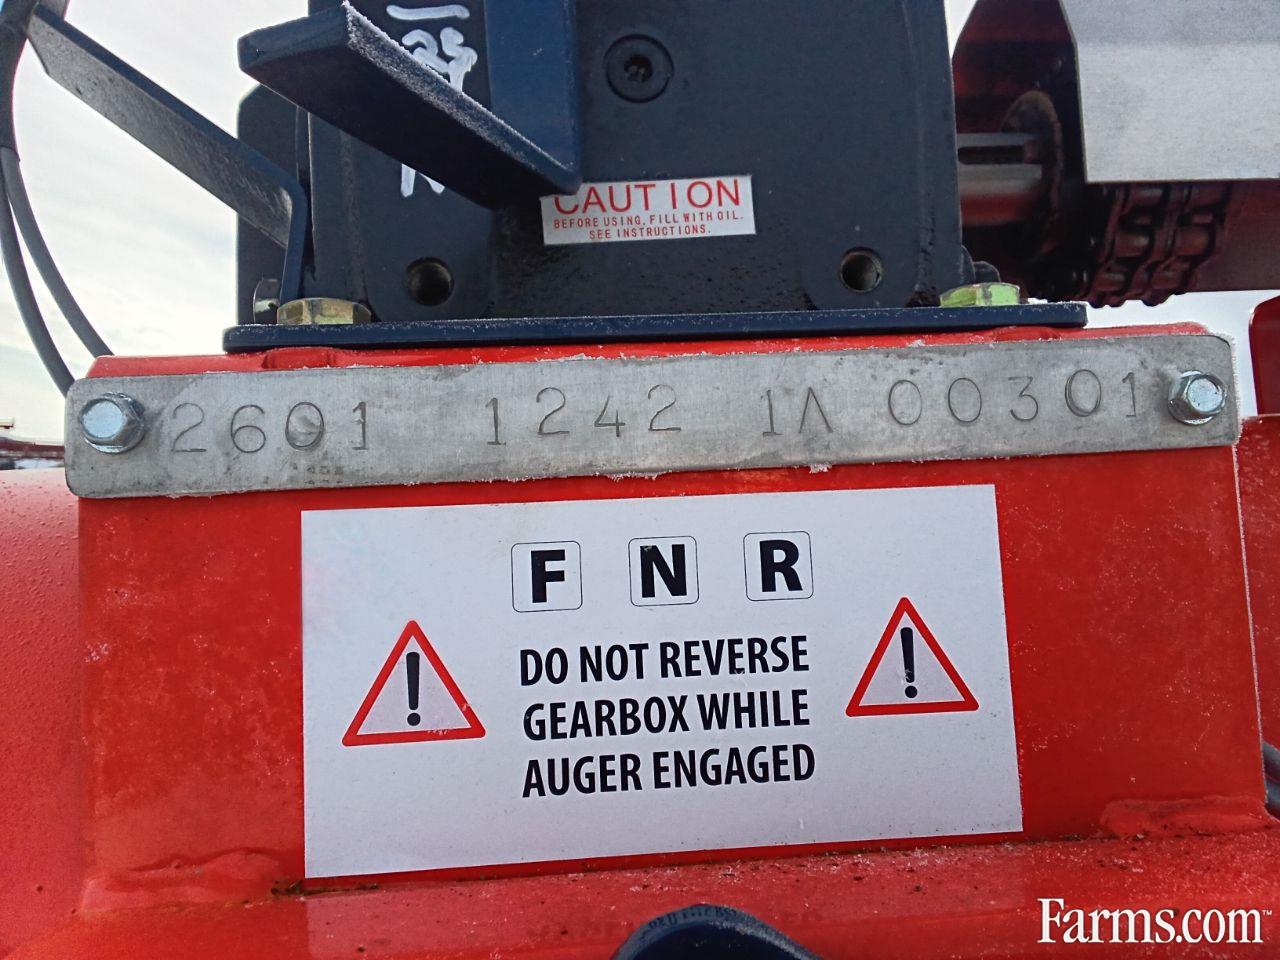 CAUTION
BEFORE USING, FILL WITH OIL.
SEE INSTRUCTIONS.
2601 1242 1A 00301
F N R
DO NOT REVERSE
GEARBOX WHILE
AUGER ENGAGED
Farms.com™